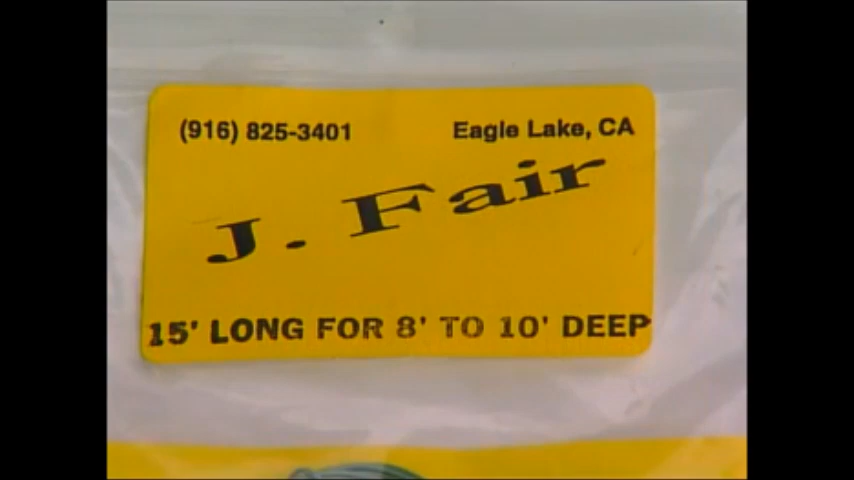 (916) 825-3401 Eagle Lake, CA
J. Fair
15' LONG FOR 8' TO 10' DEEP